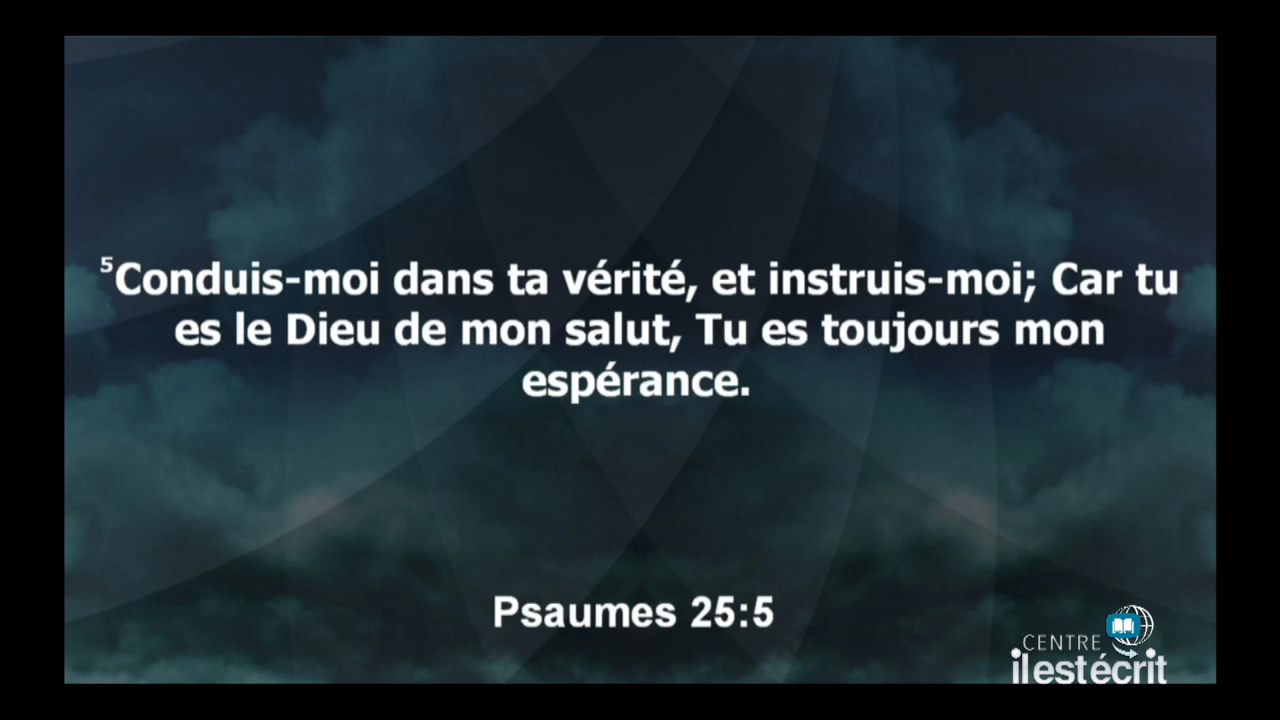 ⁵Conduis-moi dans ta vérité, et instruis-moi; Car tu
es le Dieu de mon salut, Tu es toujours mon
espérance.
Psaumes 25:5
CENTRE
ilestécrit